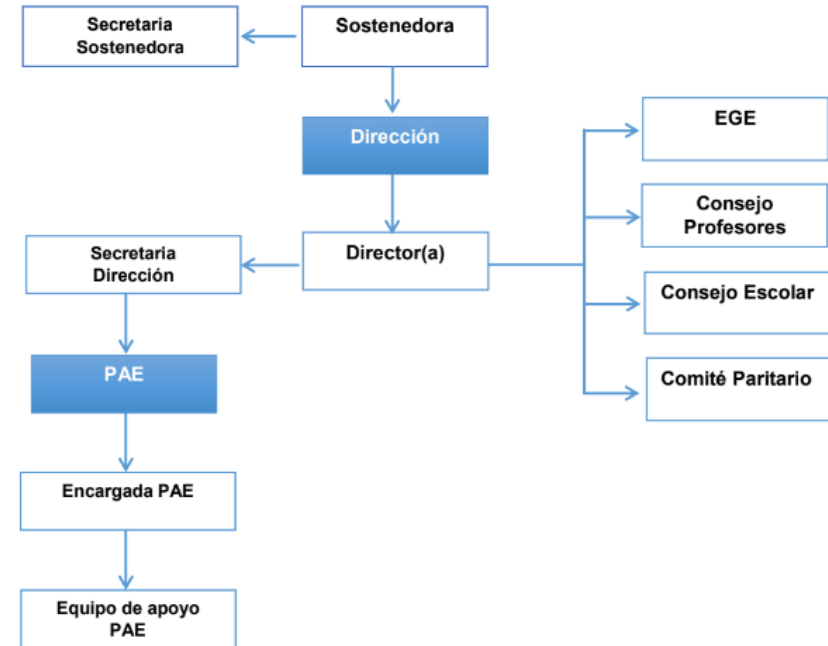 Secretaria
Sostenedora
Sostenedora
Dirección
EGE
Consejo
Profesores
Secretaria
Dirección
Director(a)
Consejo Escolar
PAE
Comité Paritario
Encargada PAE
Equipo de apoyo
PAE